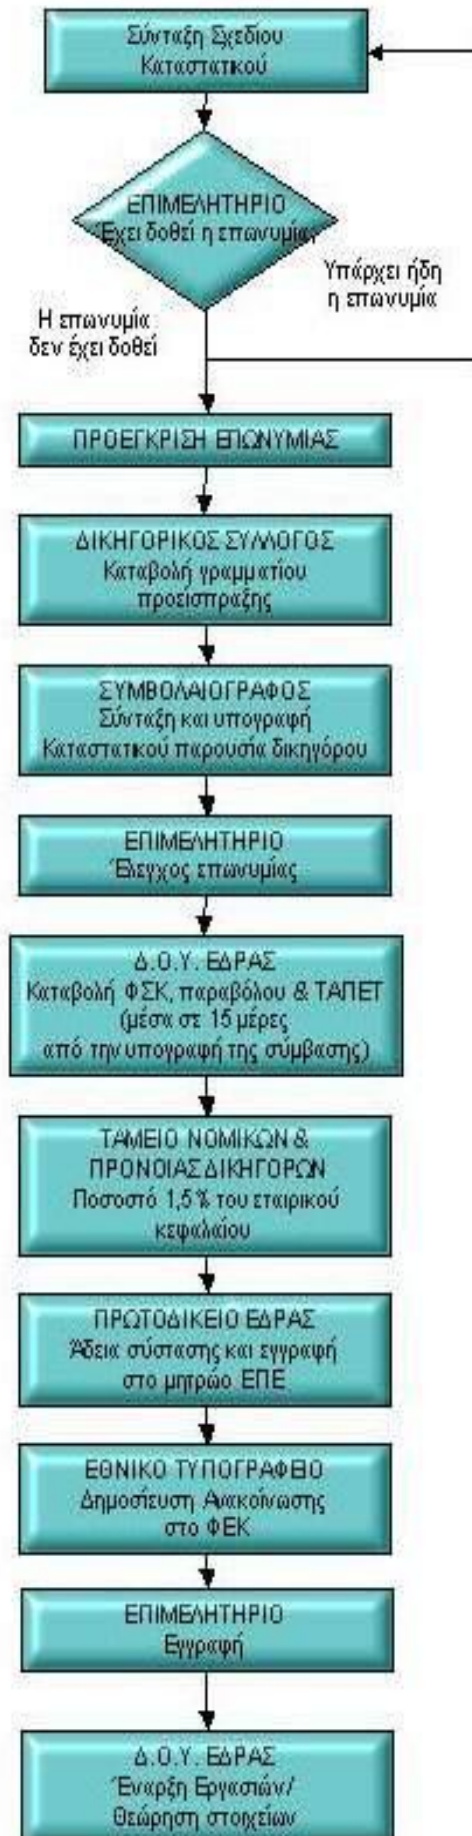 Σύνταξη Σχεδίου
Καταστατικού
ΕΠΙΜΕΛΗΤΗΡΙΟ
Έχει δοθεί η επωνυμία;
Υπάρχει ήδη
η επωνυμία
Η επωνυμία
δεν έχει δοθεί
ΠΡΟΕΓΚΡΙΣΗ ΕΠΩΝΥΜΙΑΣ
ΔΙΚΗΓΟΡΙΚΟΣ ΣΥΛΛΟΓΟΣ
Καταβολή γραμματίου
προείσπραξης
ΣΥΜΒΟΛΑΙΟΓΡΑΦΟΣ
Σύνταξη και υπογραφή
Καταστατικού παρουσία δικηγόρου
ΕΠΙΜΕΛΗΤΗΡΙΟ
Έλεγχος επωνυμίας
Δ.Ο.Υ. ΕΔΡΑΣ
Καταβολή ΦΣΚ, παραβόλου & ΤΑΠΕΤ
(μέσα σε 15 μέρες
από την υπογραφή της σύμβασης)
ΤΑΜΕΙΟ ΝΟΜΙΚΩΝ &
ΠΡΟΝΟΙΑΣ ΔΙΚΗΓΟΡΩΝ
Ποσοστό 1,5% του εταιρικού
κεφαλαίου
ΠΡΩΤΟΔΙΚΕΙΟ ΕΔΡΑΣ
Άδεια σύστασης και εγγραφή
στο μητρώο ΕΠΕ
ΕΘΝΙΚΟ ΤΥΠΟΓΡΑΦΕΙΟ
Δημοσίευση Ανακοίνωσης
στο ΦΕΚ
ΕΠΙΜΕΛΗΤΗΡΙΟ
Εγγραφή
Δ.Ο.Υ. ΕΔΡΑΣ
Έναρξη Εργασιών/
Θεώρηση στοιχείων